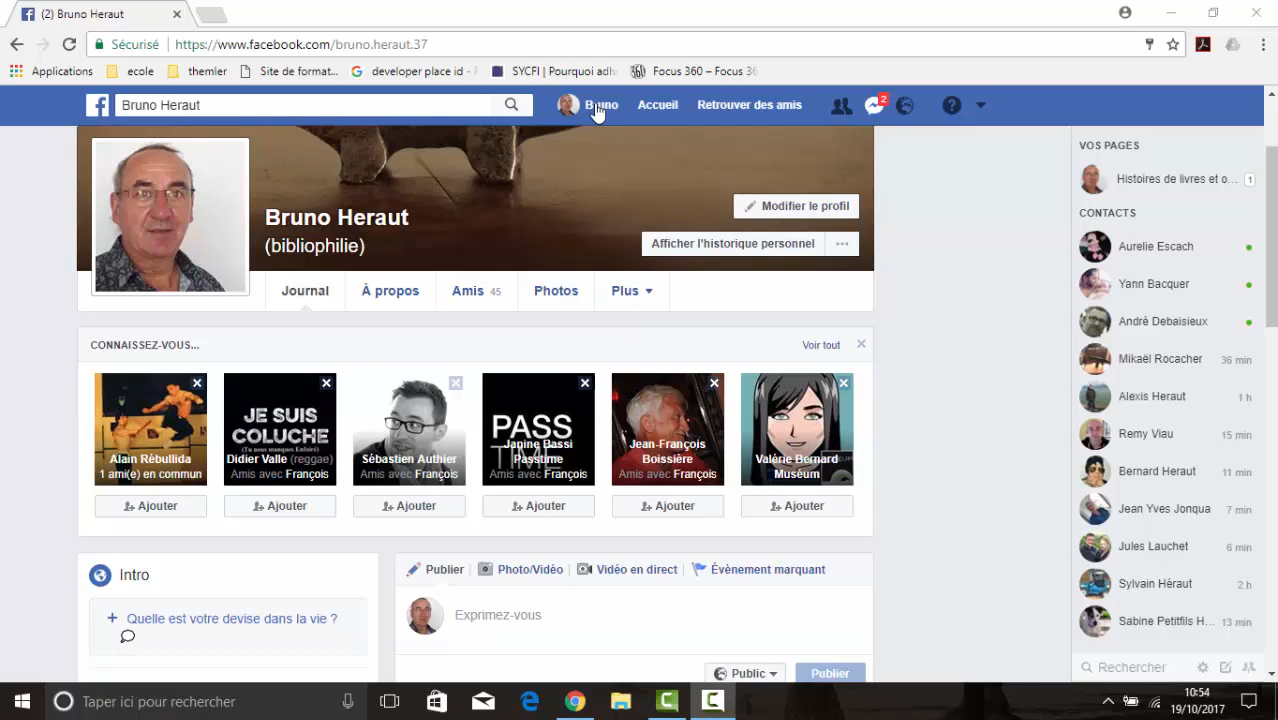 (2) Bruno Heraut
Sécurisé https://www.facebook.com/bruno.heraut.37
Applications ecole themler Site de format... developer place id - SYCFI | Pourquoi adh Focus 360 – Focus 36
Bruno Heraut Bruno Accueil Retrouver des amis 2
Bruno Heraut
(bibliophilie)
Modifier le profil
Afficher l'historique personnel ...
Journal À propos Amis 45 Photos Plus
CONNAISSEZ-VOUS... Voir tout
JE SUIS
COLUCHE
(Tu nous manques Enfoiré)
PASS
TIME
Alain Rébullida
1 ami(e) en commun
Didier Valle (reggae)
Amis avec François
Sébastien Authier
Amis avec François
Janine Bassi
Passtime
Amis avec François
Jean-François
Boissière
Amis avec François
Valérie Bernard
Muséum
Ajouter Ajouter Ajouter Ajouter Ajouter Ajouter
Intro
Quelle est votre devise dans la vie ?
Publier Photo/Vidéo Vidéo en direct Évènement marquant
Exprimez-vous
Public Publier
VOS PAGES
Histoires de livres et o... 1
CONTACTS
Aurelie Escach
Yann Bacquer
André Debaisieux
Mikaël Rocacher 36 min
Alexis Heraut 1 h
Remy Viau 15 min
Bernard Heraut 11 min
Jean Yves Jonqua 7 min
Jules Lauchet 6 min
Sylvain Héraut 2 h
Sabine Petitfils H... 13 min
Rechercher
Taper ici pour rechercher
10:54
19/10/2017